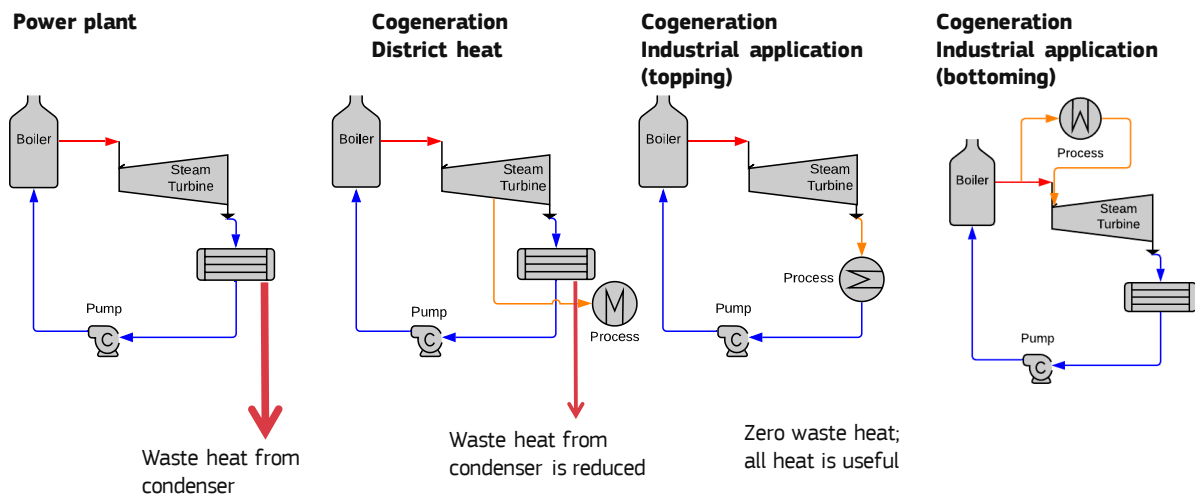 Power plant
Boiler
Steam
Turbine
Pump
C
Waste heat from
condenser
Cogeneration
District heat
Boiler
Steam
Turbine
Pump
C
Process
Waste heat from
condenser is reduced
Cogeneration
Industrial application
(topping)
Boiler
Steam
Turbine
Process
Pump
C
Zero waste heat;
all heat is useful
Cogeneration
Industrial application
(bottoming)
Process
Boiler
Steam
Turbine
Pump
C